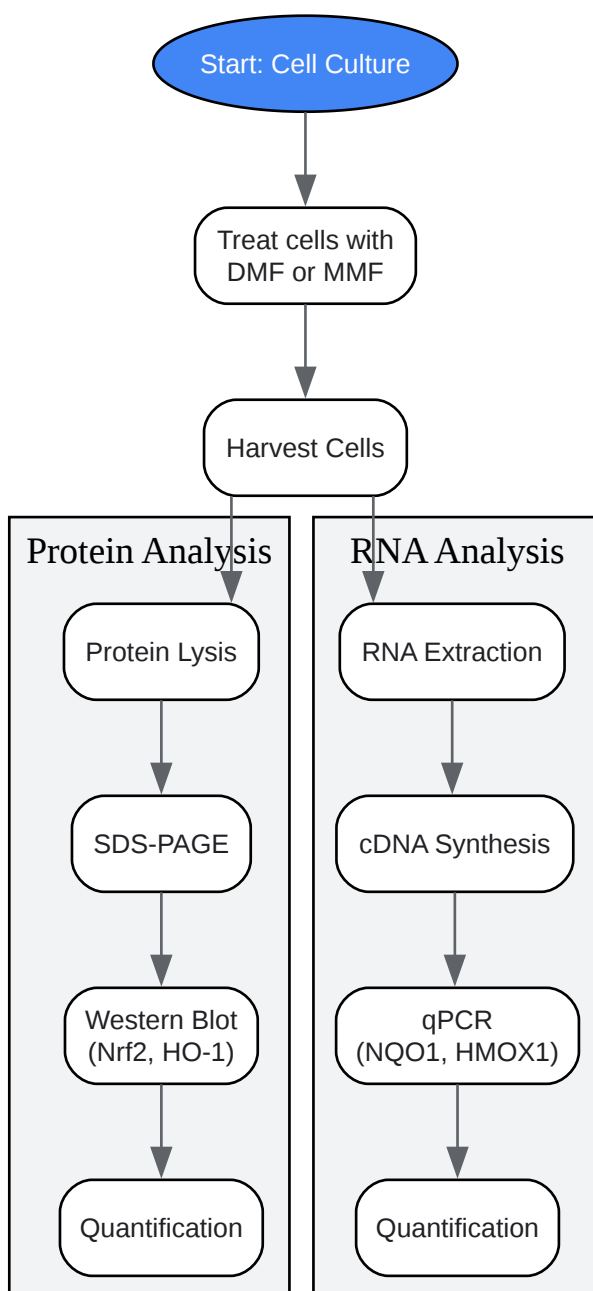 Start: Cell Culture
Treat cells with
DMF or MMF
Harvest Cells
Protein Analysis
Protein Lysis
SDS-PAGE
Western Blot
(Nrf2, HO-1)
Quantification
RNA Analysis
RNA Extraction
cDNA Synthesis
qPCR
(NQO1, HMOX1)
Quantification